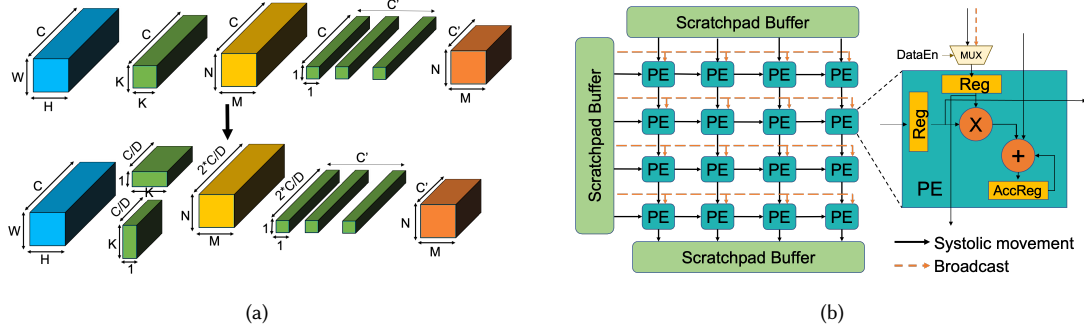 C
W
H
C
K
K
C
N
M
C'
C
1
1
C'
N
M
C
W
H
C/D
1
K
C/D
K
1
2*C/D
N
M
C'
2*C/D
1
1
C'
N
M
(a)
Scratchpad Buffer
Scratchpad Buffer
PE PE PE PE
PE PE PE PE
PE PE PE PE
PE PE PE PE
Scratchpad Buffer
DataEn
MUX
Reg
Reg
X
+
AccReg
PE
Systolic movement
Broadcast
(b)